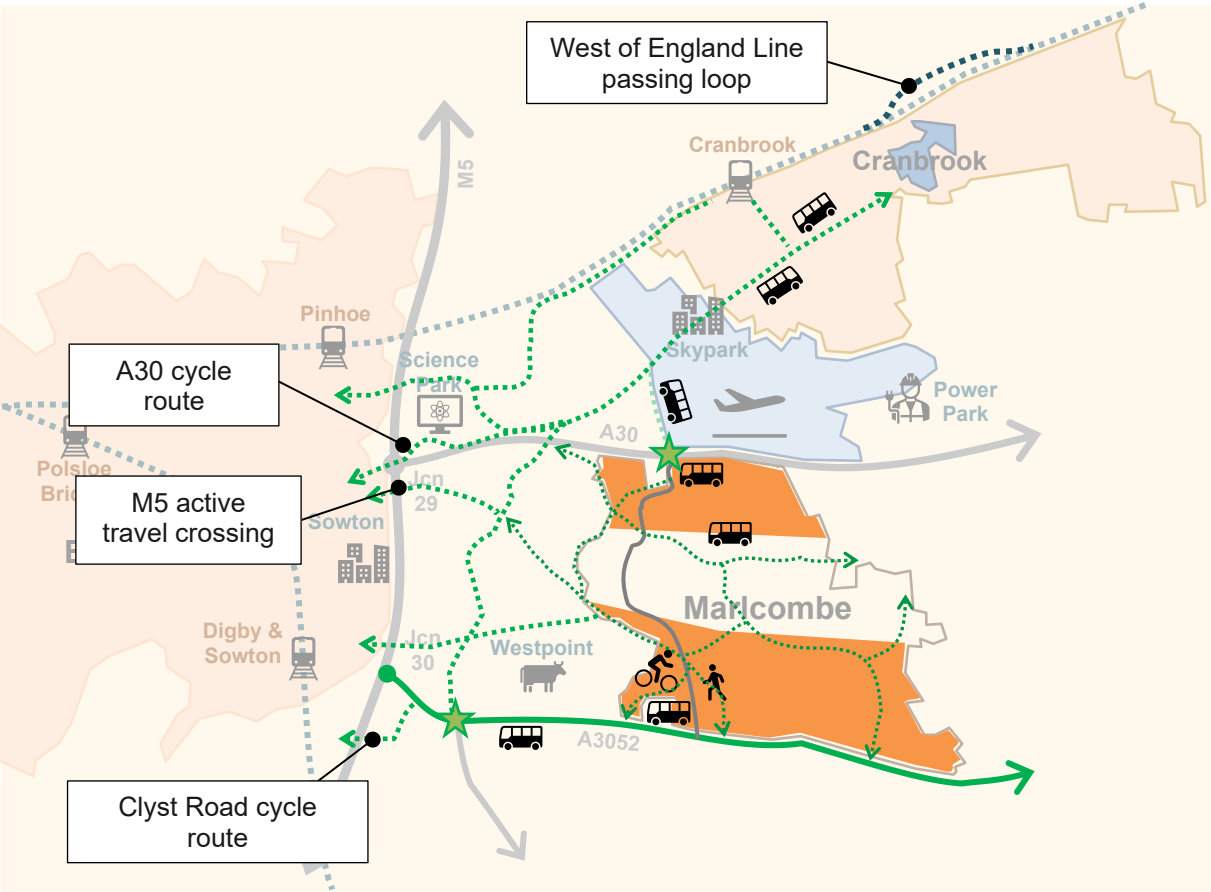 West of England Line
passing loop
Cranbrook
Cranbrook
M5
Pinhoe
Science
Park
Skypark
Power
Park
A30 cycle
route
A30
Polsloe
Jcn
29
M5 active
travel crossing
Sowton
Marlcombe
Digby &
Sowton
Jcn
30
Westpoint
A3052
Clyst Road cycle
route